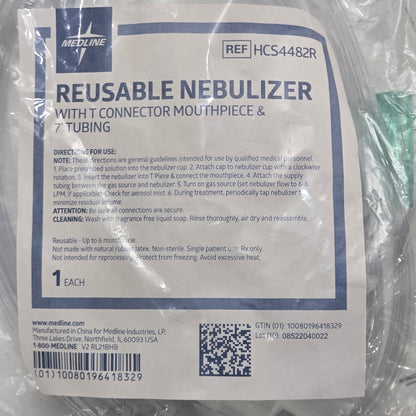 MEDLINE
REF HCS4482R
REUSABLE NEBULIZER
WITH T CONNECTOR MOUTHPIECE &
7' TUBING
DIRECTIONS FOR USE:
NOTE: These directions are general guidelines intended for use by qualified medical personnel.
1. Place prescribed solution into the nebulizer cup. 2. Attach cap to nebulizer cup with a clockwise
rotation. 3. Insert the nebulizer into T Piece & connect the mouthpiece. 4. Attach the supply
tubing between the gas source and nebulizer. 5. Turn on gas source (set nebulizer flow to 6-8
LPM, if applicable). Check for aerosol mist. 6. During treatment, periodically tap nebulizer to
minimize residual volume.
ATTENTION: Be sure all connections are secure.
CLEANING: Wash with fragrance free liquid soap. Rinse thoroughly, air dry and reassemble.
Reusable - Up to 6 months use.
Not made with natural rubber latex. Non-sterile. Single patient use. Rx only.
Not intended for reprocessing. Protect from freezing. Avoid excessive heat.
1 EACH
www.medline.com
Manufactured in China for Medline Industries, LP,
Three Lakes Drive, Northfield, IL 60093 USA
1-800-MEDLINE V2 RL21BHB
GTIN (01): 10080196418329
Lot (10): 08522040022
(01)10080196418329